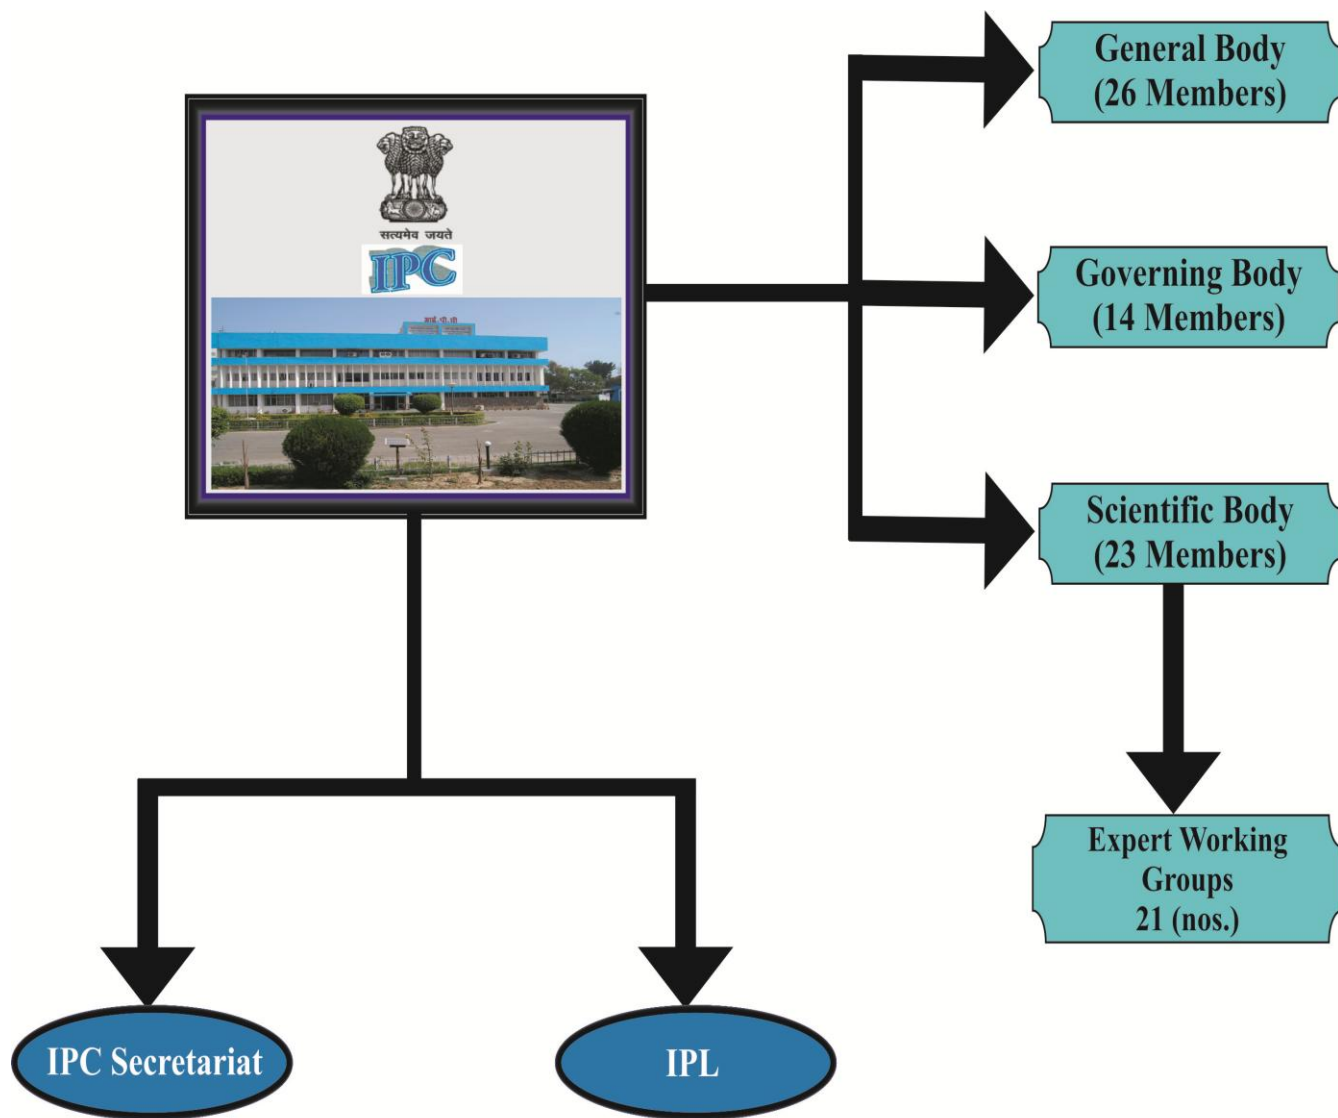 सत्यमेव जयते
IPC
आई.पी.सी
General Body
(26 Members)
Governing Body
(14 Members)
Scientific Body
(23 Members)
Expert Working
Groups
21 (nos.)
IPC Secretariat
IPL